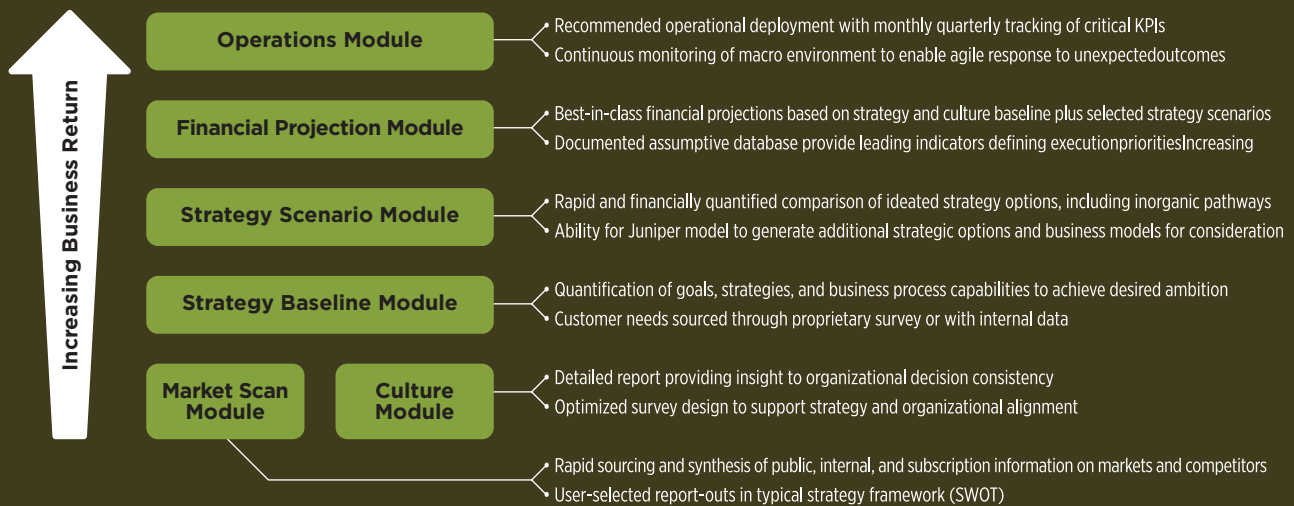 Increasing Business Return
Operations Module
• Recommended operational deployment with monthly quarterly tracking of critical KPIs
• Continuous monitoring of macro environment to enable agile response to unexpectedoutcomes
Financial Projection Module
• Best-in-class financial projections based on strategy and culture baseline plus selected strategy scenarios
• Documented assumptive database provide leading indicators defining executionprioritiesIncreasing
Strategy Scenario Module
• Rapid and financially quantified comparison of ideated strategy options, including inorganic pathways
• Ability for Juniper model to generate additional strategic options and business models for consideration
Strategy Baseline Module
• Quantification of goals, strategies, and business process capabilities to achieve desired ambition
• Customer needs sourced through proprietary survey or with internal data
Market Scan
Module
Culture
Module
• Detailed report providing insight to organizational decision consistency
• Optimized survey design to support strategy and organizational alignment
• Rapid sourcing and synthesis of public, internal, and subscription information on markets and competitors
• User-selected report-outs in typical strategy framework (SWOT)